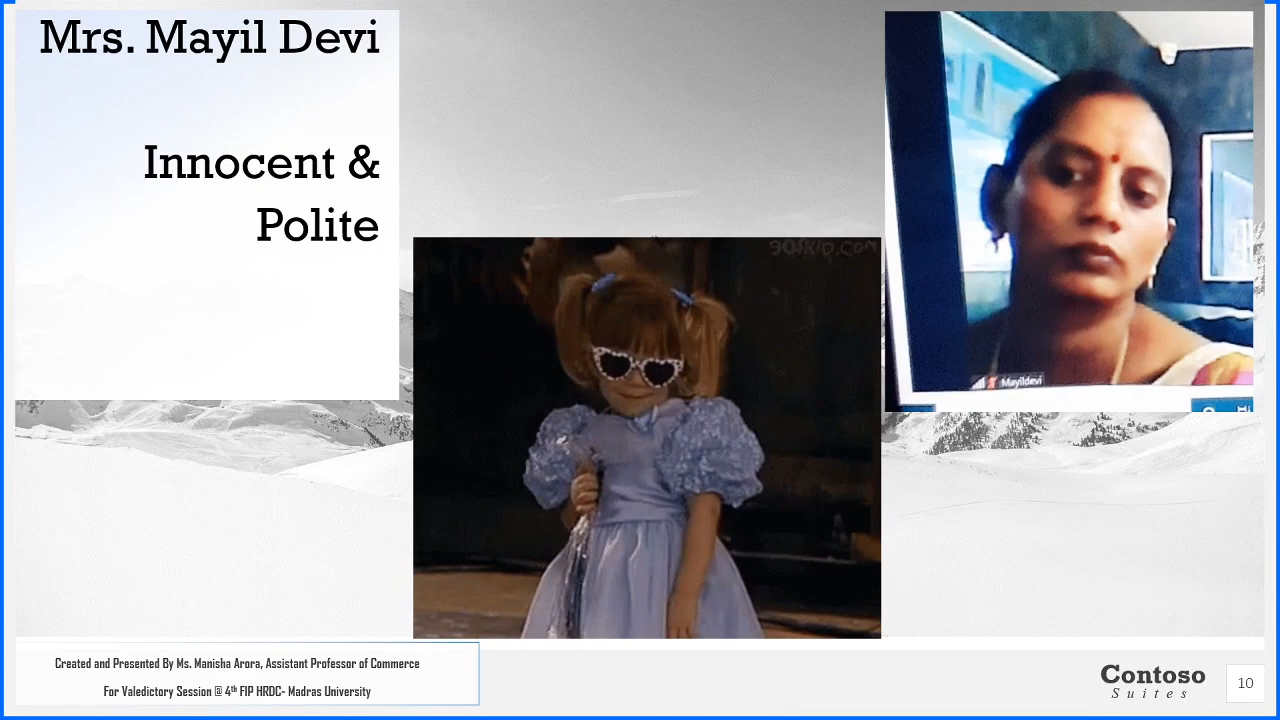 Mrs. Mayil Devi
Innocent &
Polite
90skid.com
Mayildevi
Created and Presented By Ms. Manisha Arora, Assistant Professor of Commerce
For Valedictory Session @ 4th FIP HRDC- Madras University
Contoso
Suites
10